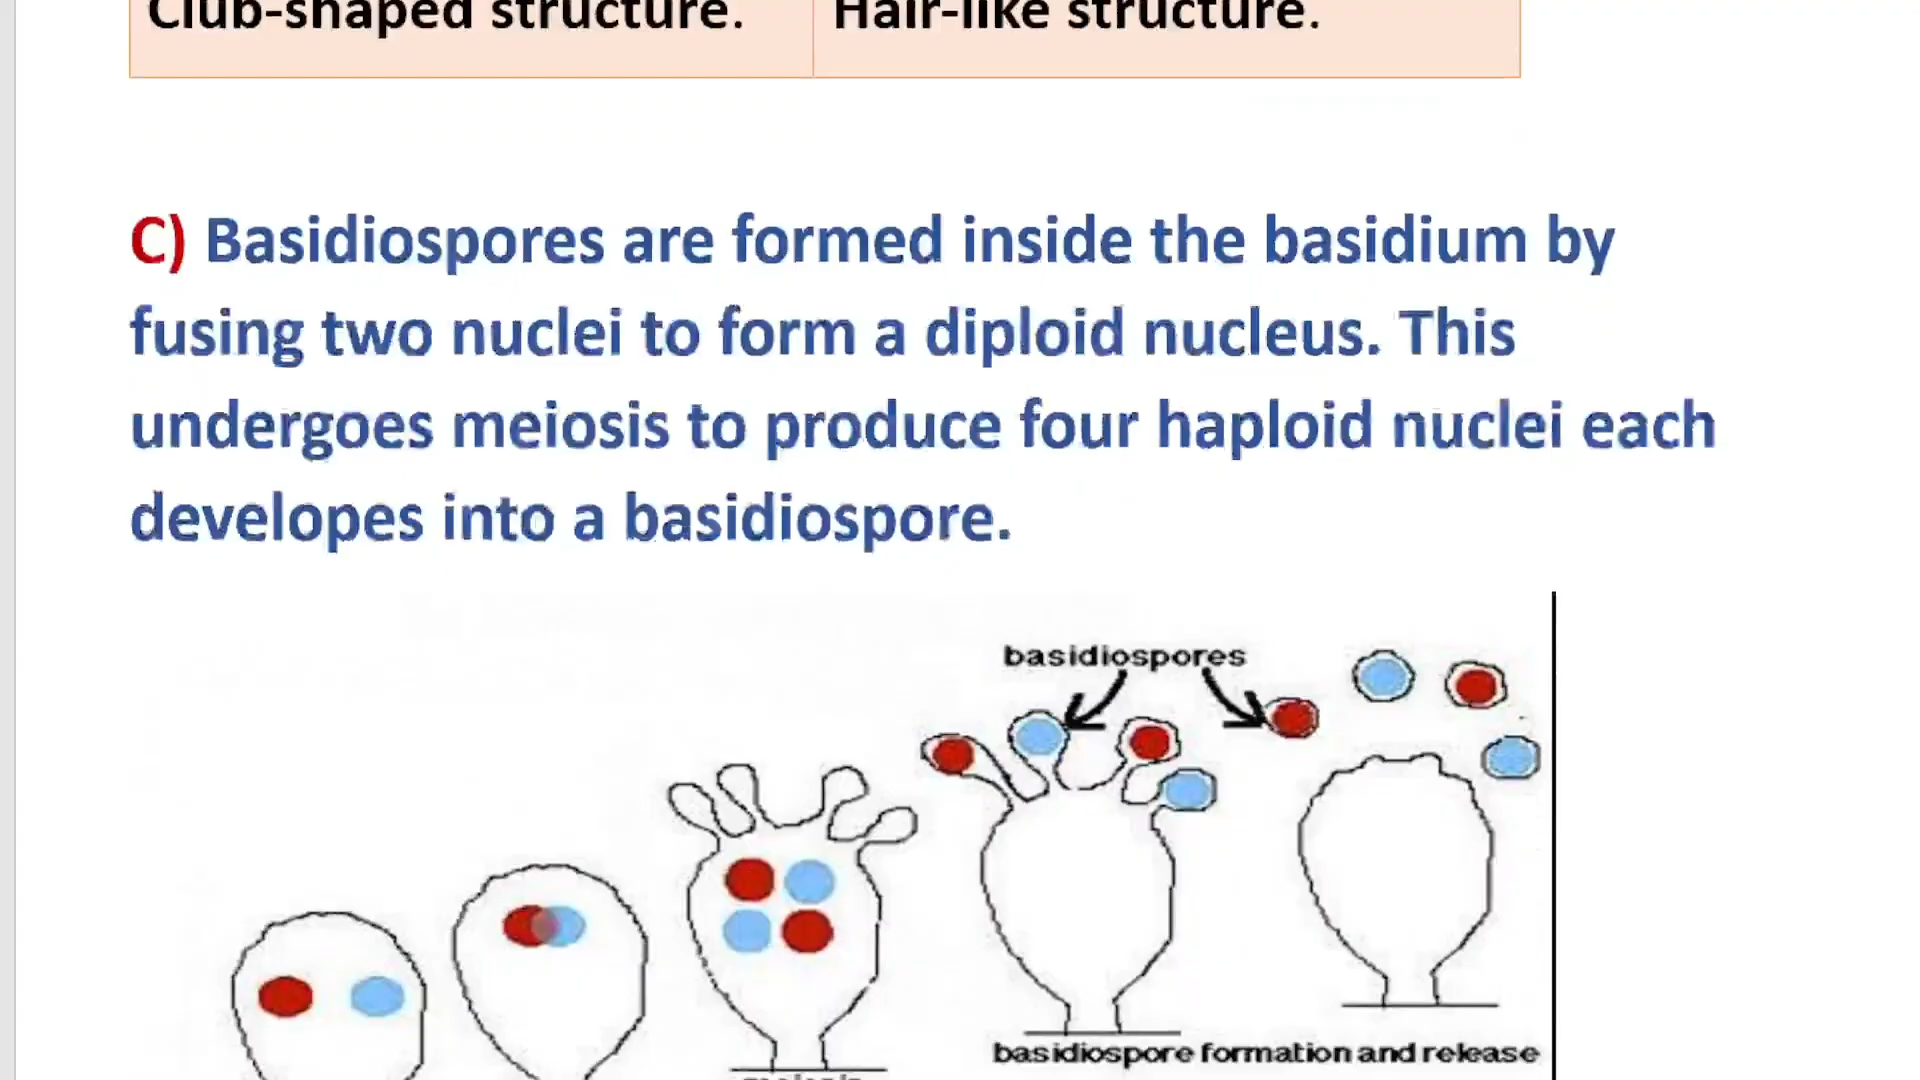 Club-shaped structure.
Hair-like structure.
C) Basidiospores are formed inside the basidium by
fusing two nuclei to form a diploid nucleus. This
undergoes meiosis to produce four haploid nuclei each
developes into a basidiospore.
basidiospores
basidiospore formation and release
meiosis